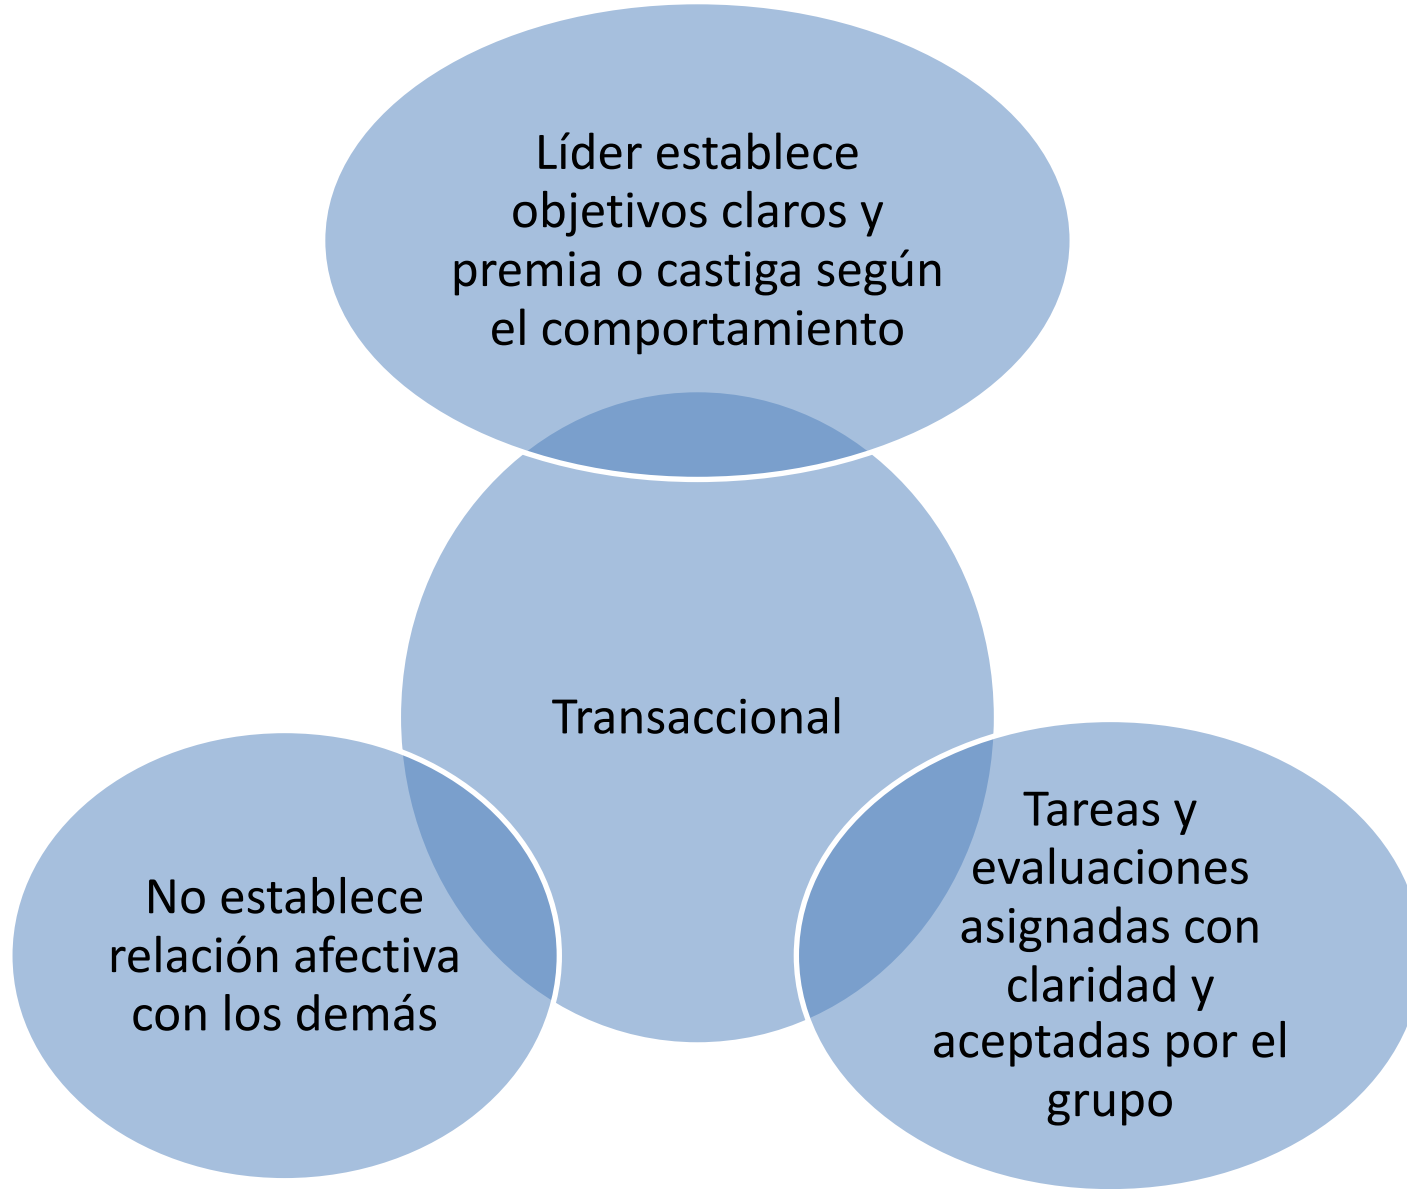 Líder establece
objetivos claros y
premia o castiga según
el comportamiento
Transaccional
No establece
relación afectiva
con los demás
Tareas y
evaluaciones
asignadas con
claridad y
aceptadas por el
grupo